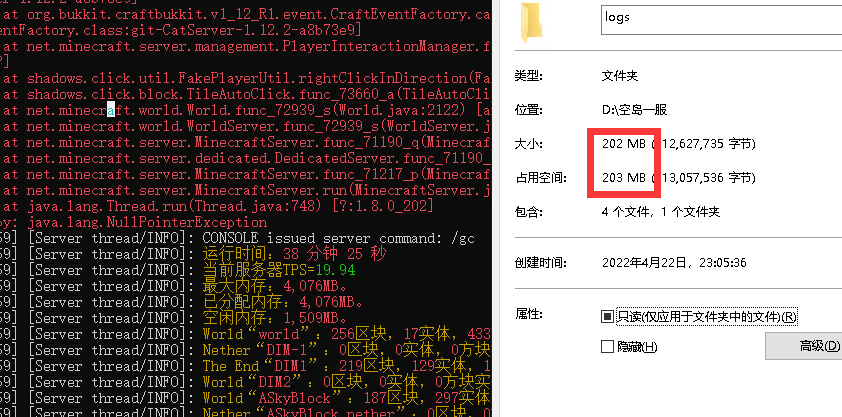 1.12.2-a8b73e9]
at org.bukkit.craftbukkit.v1_12_R1.event.CraftEventFactory.ca
entFactory.class:git-CatServer-1.12.2-a8b73e9]
at net.minecraft.server.management.PlayerInteractionManager.f
?]
at shadows.click.util.FakePlayerUtil.rightClickInDirection(Fa
at shadows.click.block.TileAutoClick.func_73660_a(TileAutoCli
at net.minecraft.world.World.func_72939_s(World.java:2122) [a
at net.minecraft.world.WorldServer.func_72939_s(WorldServer.j
at net.minecraft.server.MinecraftServer.func_71190_q(Minecraf
at net.minecraft.server.dedicated.DedicatedServer.func_71190_
at net.minecraft.server.MinecraftServer.func_71217_p(Minecraf
at net.minecraft.server.MinecraftServer.run(MinecraftServer.j
at java.lang.Thread.run(Thread.java:748) [?:1.8.0_202]
by: java.lang.NullPointerException
59] [Server thread/INFO]: CONSOLE issued server command: /gc
59] [Server thread/INFO]: 运行时间: 38 分钟 25 秒
59] [Server thread/INFO]: 当前服务器TPS=19.94
59] [Server thread/INFO]: 最大内存: 4,076MB。
59] [Server thread/INFO]: 已分配内存: 4,076MB。
59] [Server thread/INFO]: 空闲内存: 1,509MB。
59] [Server thread/INFO]: World“world”: 256区块, 17实体, 433
59] [Server thread/INFO]: Nether“DIM-1”: 0区块, 0实体, 0方块
59] [Server thread/INFO]: The End“DIM1”: 219区块, 129实体, 1
59] [Server thread/INFO]: World“DIM2”: 0区块, 0实体, 0方块实
59] [Server thread/INFO]: World“ASkyBlock”: 187区块, 297实体
59] [Server thread/INFO]: Nether“ASkyBlock_nether”: 0区块, 0
logs
类型: 文件夹
位置: D:\空岛一服
大小: 202 MB ( 12,627,735 字节)
占用空间: 203 MB ( 13,057,536 字节)
包含: 4 个文件, 1 个文件夹
创建时间: 2022年4月22日, 23:05:36
属性: 只读(仅应用于文件夹中的文件)(R)
隐藏(H)
高级(D)